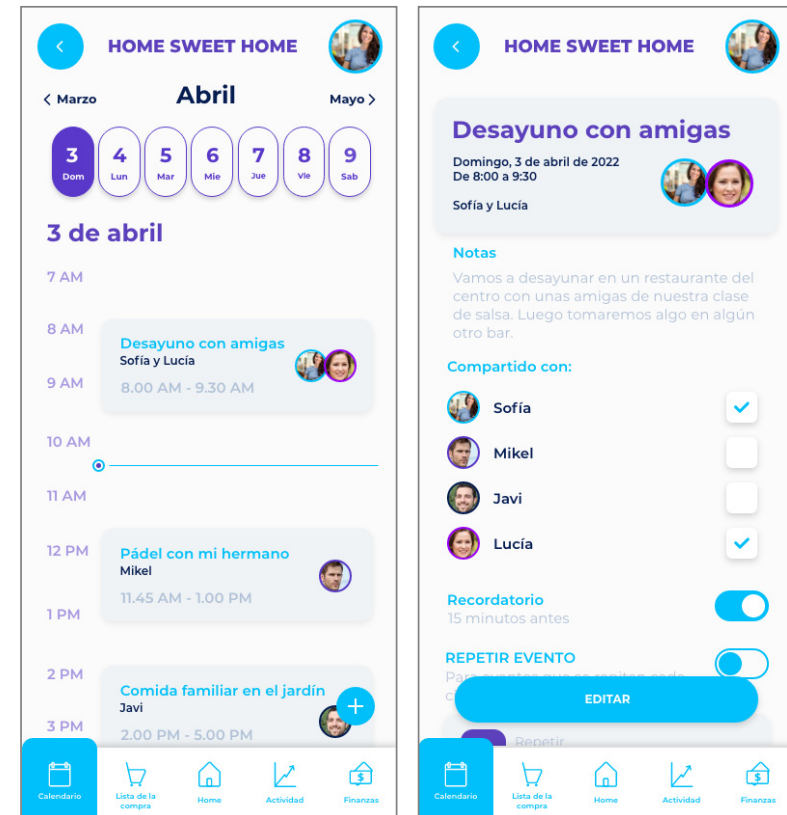 HOME SWEET HOME
Marzo
Abril
Mayo
3
Dom
4
Lun
5
Mar
6
Mie
7
Jue
8
Vie
9
Sab
3 de abril
7 AM
8 AM
Desayuno con amigas
Sofía y Lucía
9 AM
8.00 AM - 9.30 AM
10 AM
11 AM
12 PM
Pádel con mi hermano
Mikel
11.45 AM - 1.00 PM
1 PM
2 PM
Comida familiar en el jardín
Javi
+
3 PM
2.00 PM - 5.00 PM
Calendario
Lista de la
compra
Home
Actividad
Finanzas
HOME SWEET HOME
Desayuno con amigas
Domingo, 3 de abril de 2022
De 8:00 a 9:30
Sofía y Lucía
Notas
Vamos a desayunar en un restaurante del
centro con unas amigas de nuestra clase
de salsa. Luego tomaremos algo en algún
otro bar.
Compartido con:
Sofía
Mikel
Javi
Lucía
Recordatorio
15 minutos antes
REPETIR EVENTO
Para eventos que se repiten cada
EDITAR
Repetir
Calendario
Lista de la
compra
Home
Actividad
Finanzas